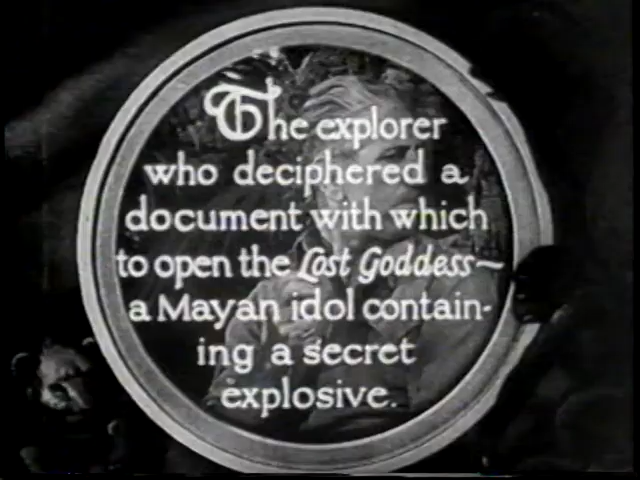 The explorer
who deciphered a
document with which
to open the Lost Goddess~
a Mayan idol contain-
ing a secret
explosive.